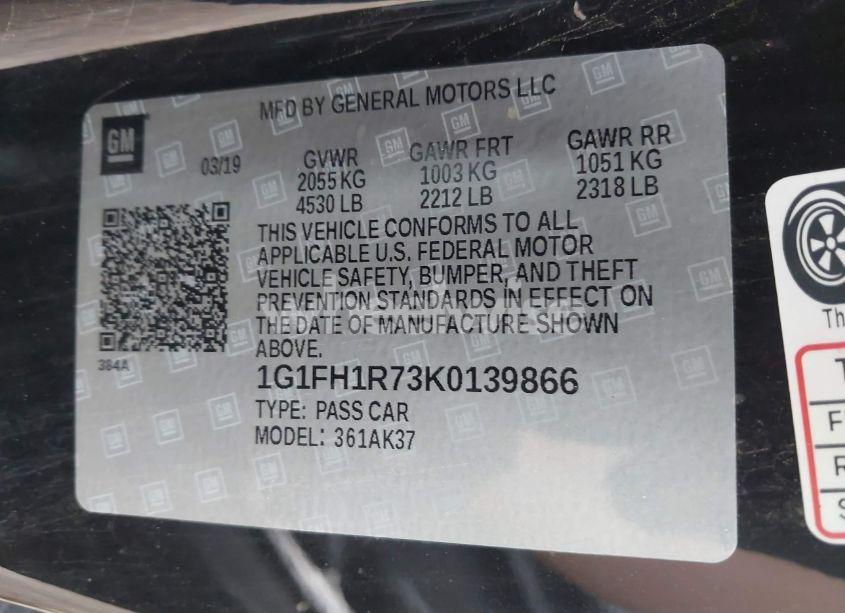 MFD BY GENERAL MOTORS LLC
GM
03/19
GVWR
2055 KG
4530 LB
GAWR FRT
1003 KG
2212 LB
GAWR RR
1051 KG
2318 LB
THIS VEHICLE CONFORMS TO ALL
APPLICABLE U.S. FEDERAL MOTOR
VEHICLE SAFETY, BUMPER, AND THEFT
PREVENTION STANDARDS IN EFFECT ON
THE DATE OF MANUFACTURE SHOWN
ABOVE.
384A
1G1FH1R73K0139866
TYPE: PASS CAR
MODEL: 361AK37
Th
T
F
R
S